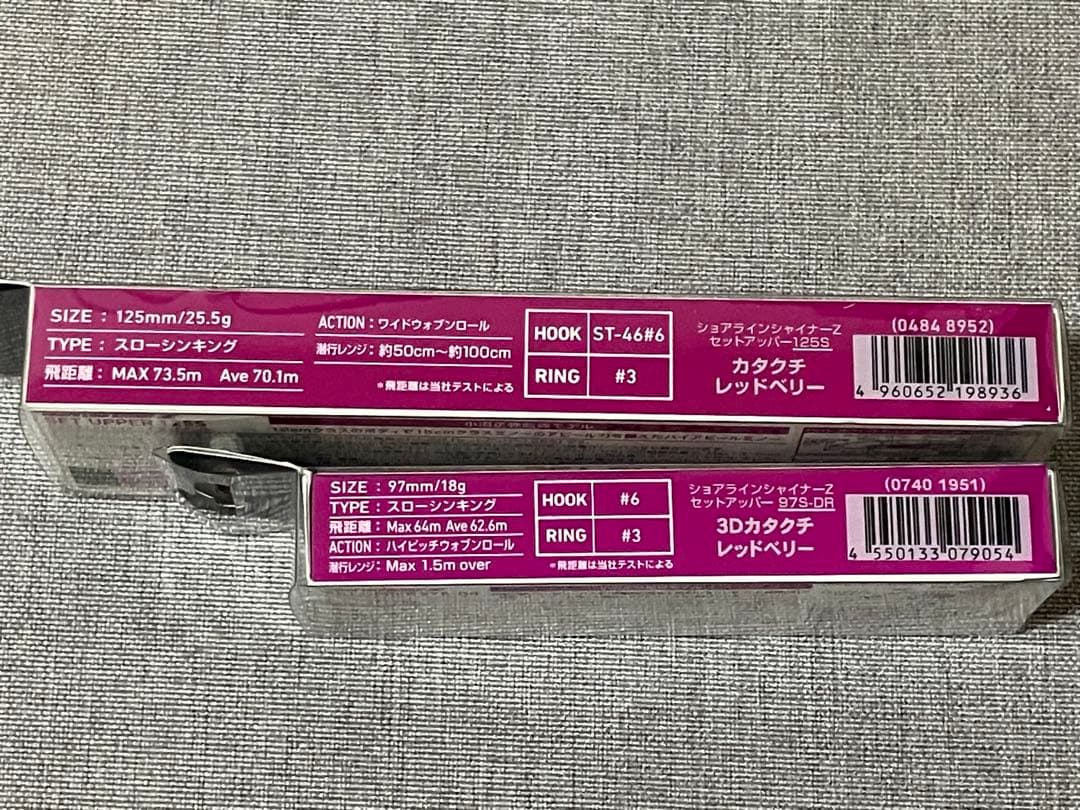 SIZE : 125mm/25.5g
TYPE : スローシンキング
飛距離 : MAX 73.5m Ave 70.1m
ACTION : ワイドウォブンロール
潜行レンジ : 約50cm〜約100cm
*飛距離は当社テストによる
HOOK ST-46#6
RING #3
ショアラインシャイナーZ
セットアッパー125S
カタクチ
レッドベリー
(0484 8952)
4 960652 198936
SET UPPER 125S
SIZE : 97mm/18g
TYPE : スローシンキング
飛距離 : Max 64m Ave 62.6m
ACTION : ハイピッチウォブンロール
潜行レンジ : Max 1.5m over
HOOK #6
RING #3
*飛距離は当社テストによる
ショアラインシャイナーZ
セットアッパー 97S-DR
3Dカタクチ
レッドベリー
(0740 1951)
4 550133 079054